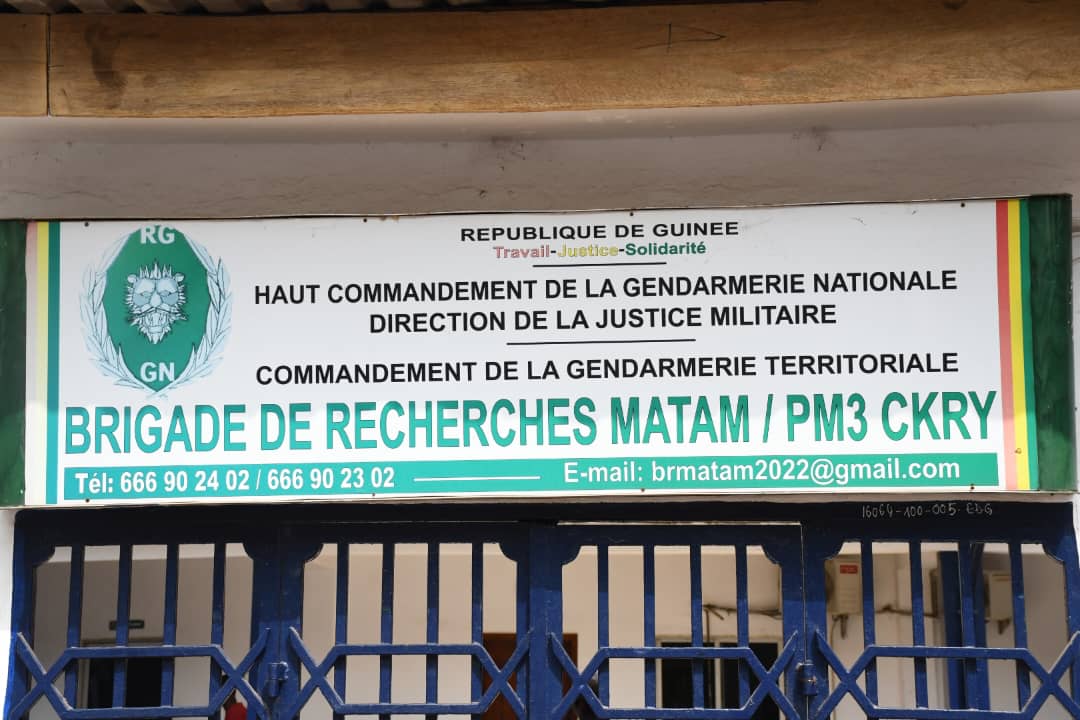 RG
GN
REPUBLIQUE DE GUINEE
Travail-Justice-Solidarité
HAUT COMMANDEMENT DE LA GENDARMERIE NATIONALE
DIRECTION DE LA JUSTICE MILITAIRE
COMMANDEMENT DE LA GENDARMERIE TERRITORIALE
BRIGADE DE RECHERCHES MATAM / PM3 CKRY
Tél: 666 90 24 02 / 666 90 23 02 E-mail: brmatam2022@gmail.com
16064-100-005-EDG